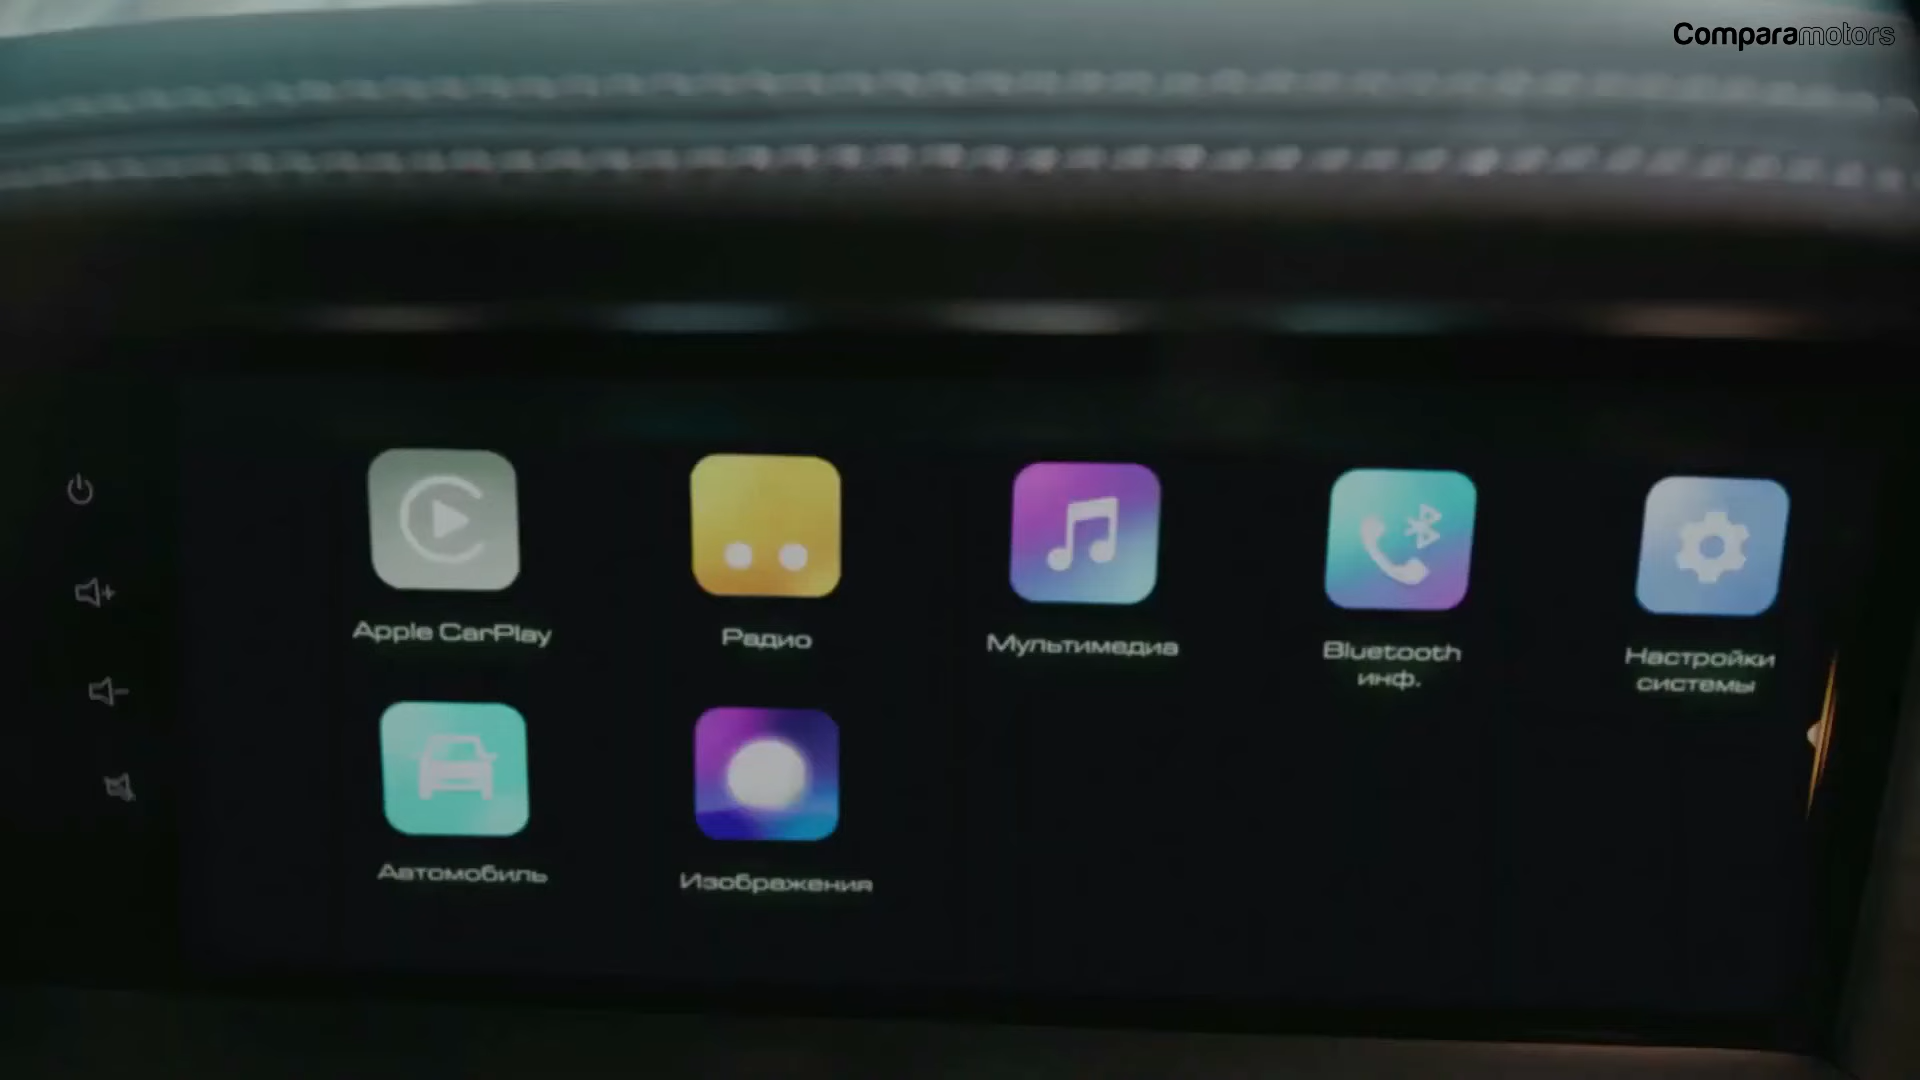 Comparamotors
Apple CarPlay
Радио
Мультимедиа
Bluetooth
инф.
Настройки
системы
Автомобиль
Изображения